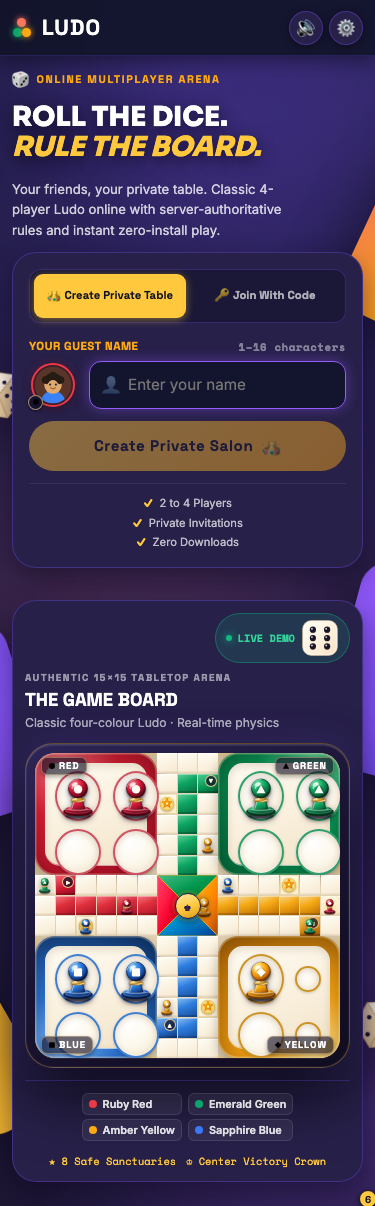 LUDO
ONLINE MULTIPLAYER ARENA
ROLL THE DICE.
RULE THE BOARD.
Your friends, your private table. Classic 4-
player Ludo online with server-authoritative
rules and instant zero-install play.
Create Private Table
Join With Code
YOUR GUEST NAME
1–16 characters
Enter your name
Create Private Salon
2 to 4 Players
Private Invitations
Zero Downloads
LIVE DEMO
AUTHENTIC 15×15 TABLETOP ARENA
THE GAME BOARD
Classic four-colour Ludo · Real-time physics
RED
GREEN
BLUE
YELLOW
Ruby Red
Emerald Green
Amber Yellow
Sapphire Blue
★ 8 Safe Sanctuaries
♔ Center Victory Crown
6